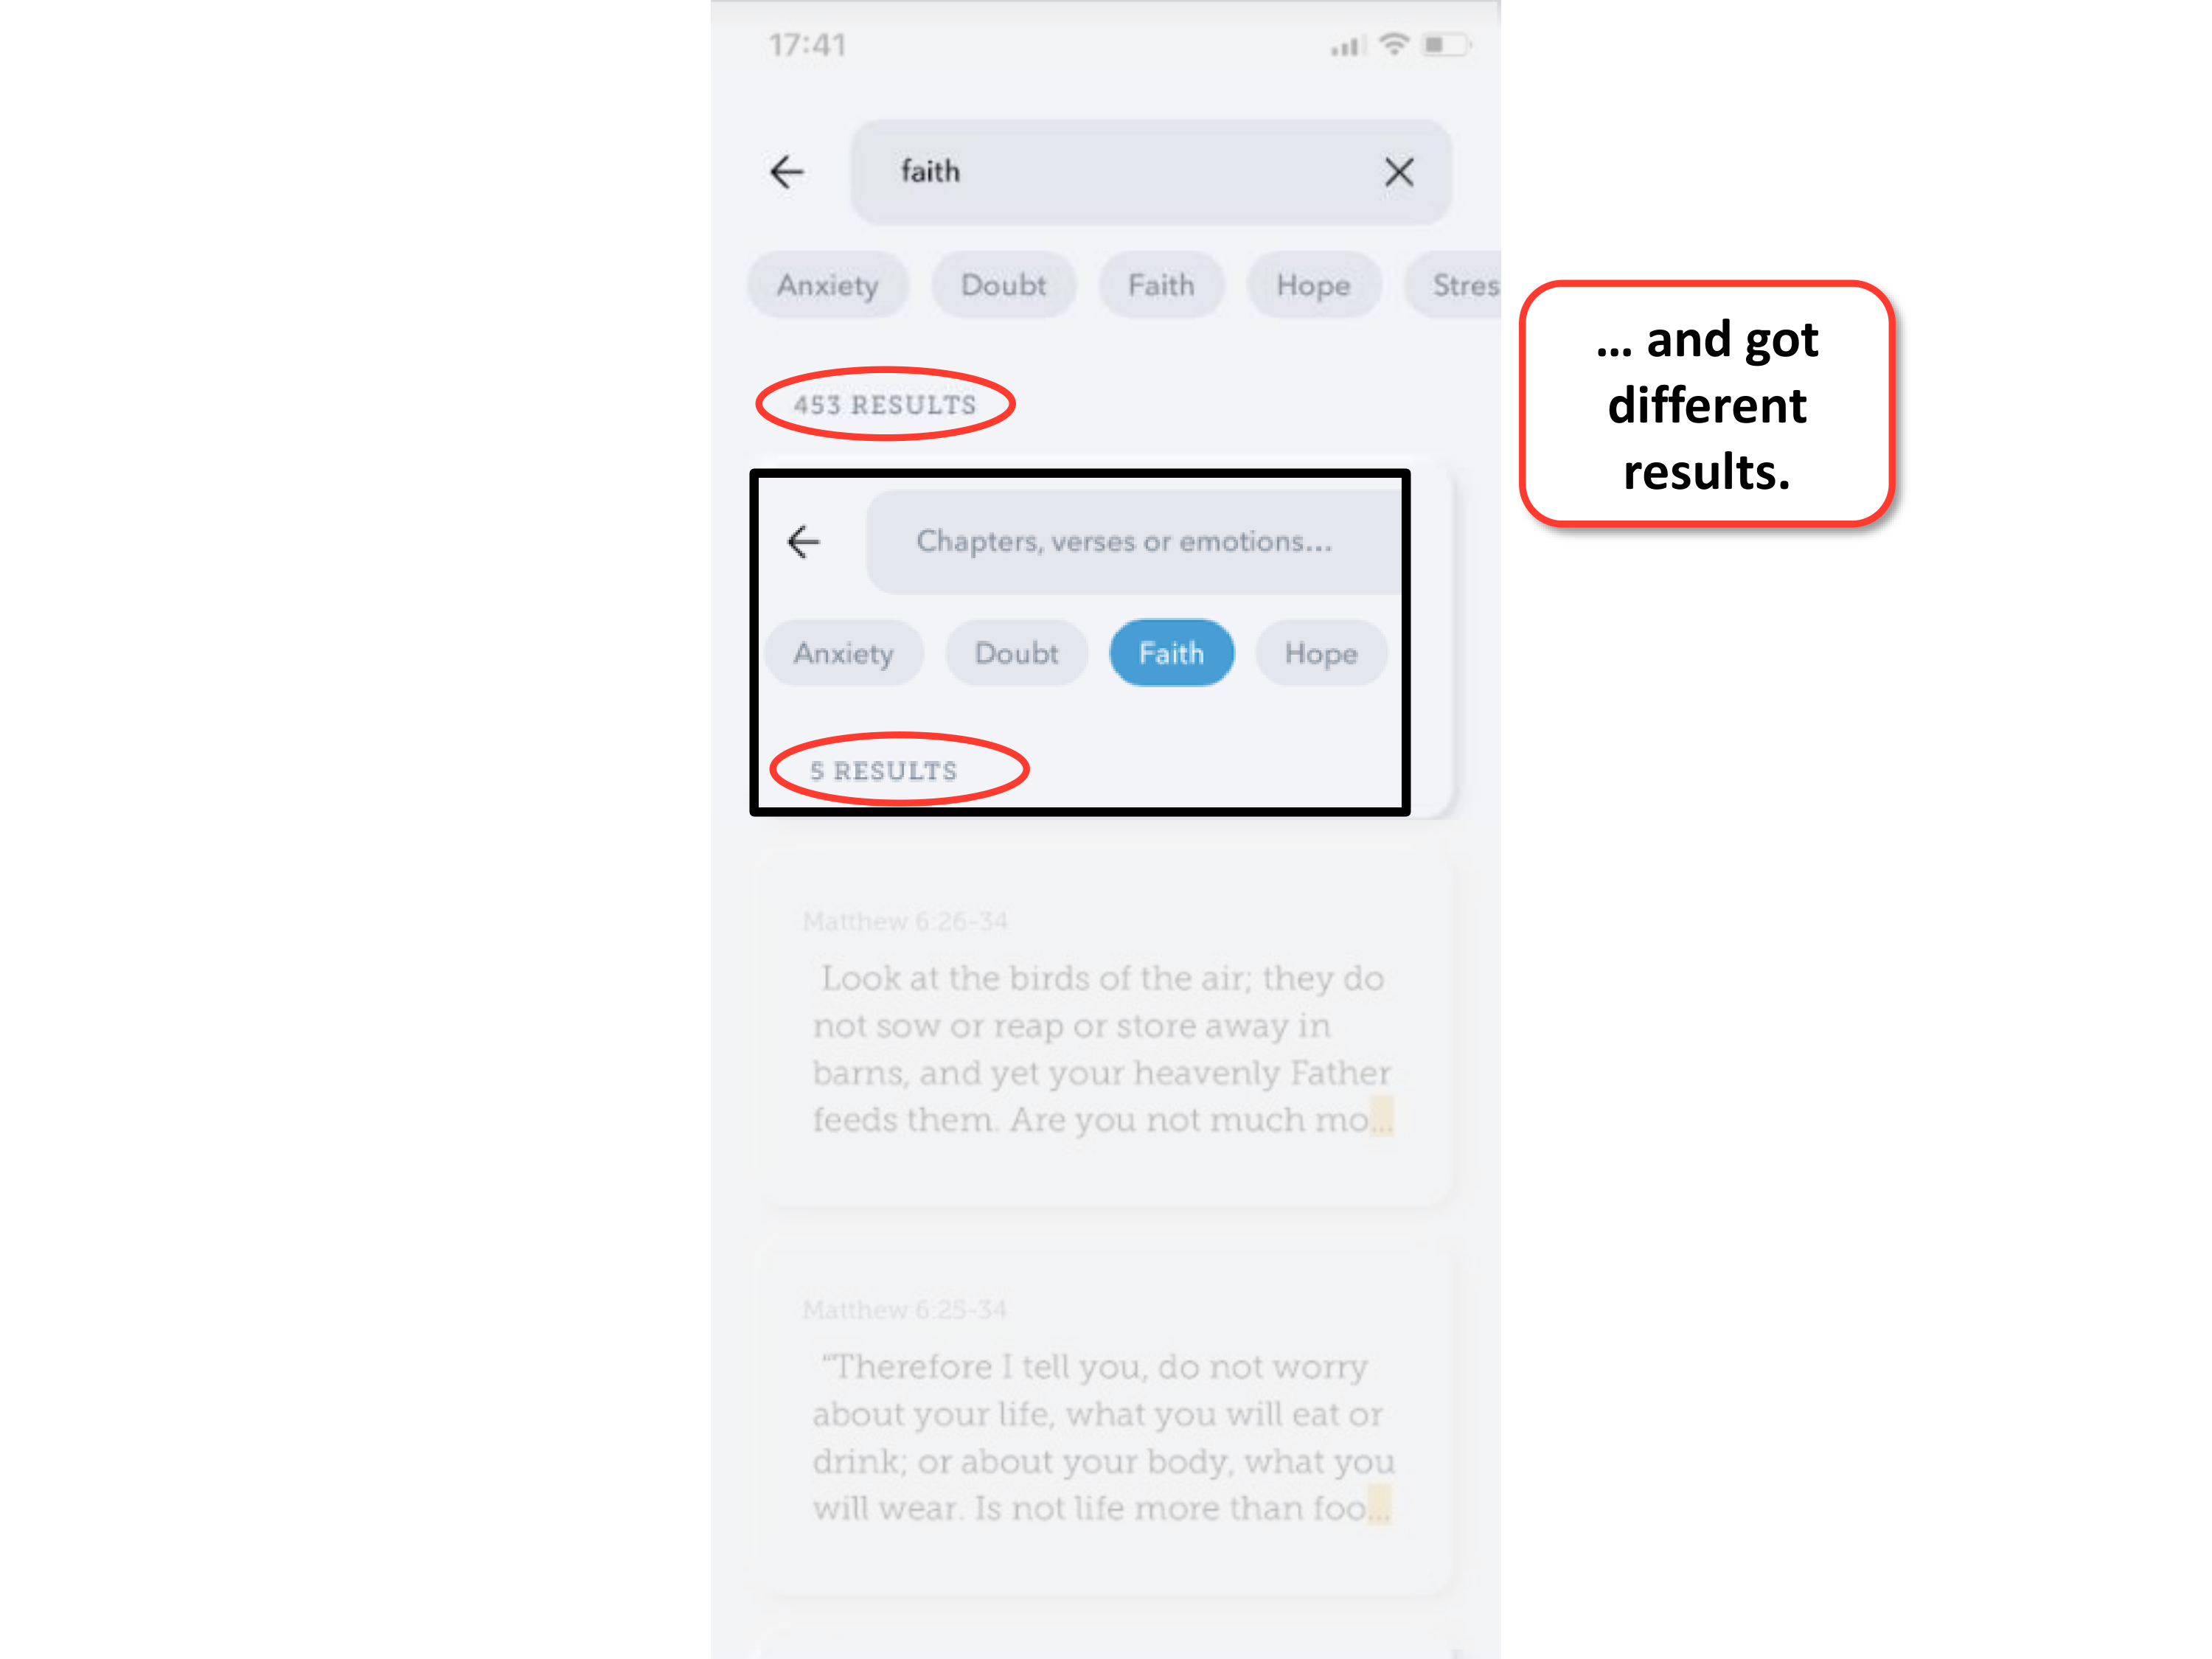 17:41
faith
Anxiety Doubt Faith Hope Stres
453 RESULTS
… and got
different
results.
Chapters, verses or emotions...
Anxiety Doubt Faith Hope
5 RESULTS
Matthew 6:26-34
Look at the birds of the air; they do
not sow or reap or store away in
barns, and yet your heavenly Father
feeds them. Are you not much mo...
Matthew 6:25-34
“Therefore I tell you, do not worry
about your life, what you will eat or
drink; or about your body, what you
will wear. Is not life more than foo...